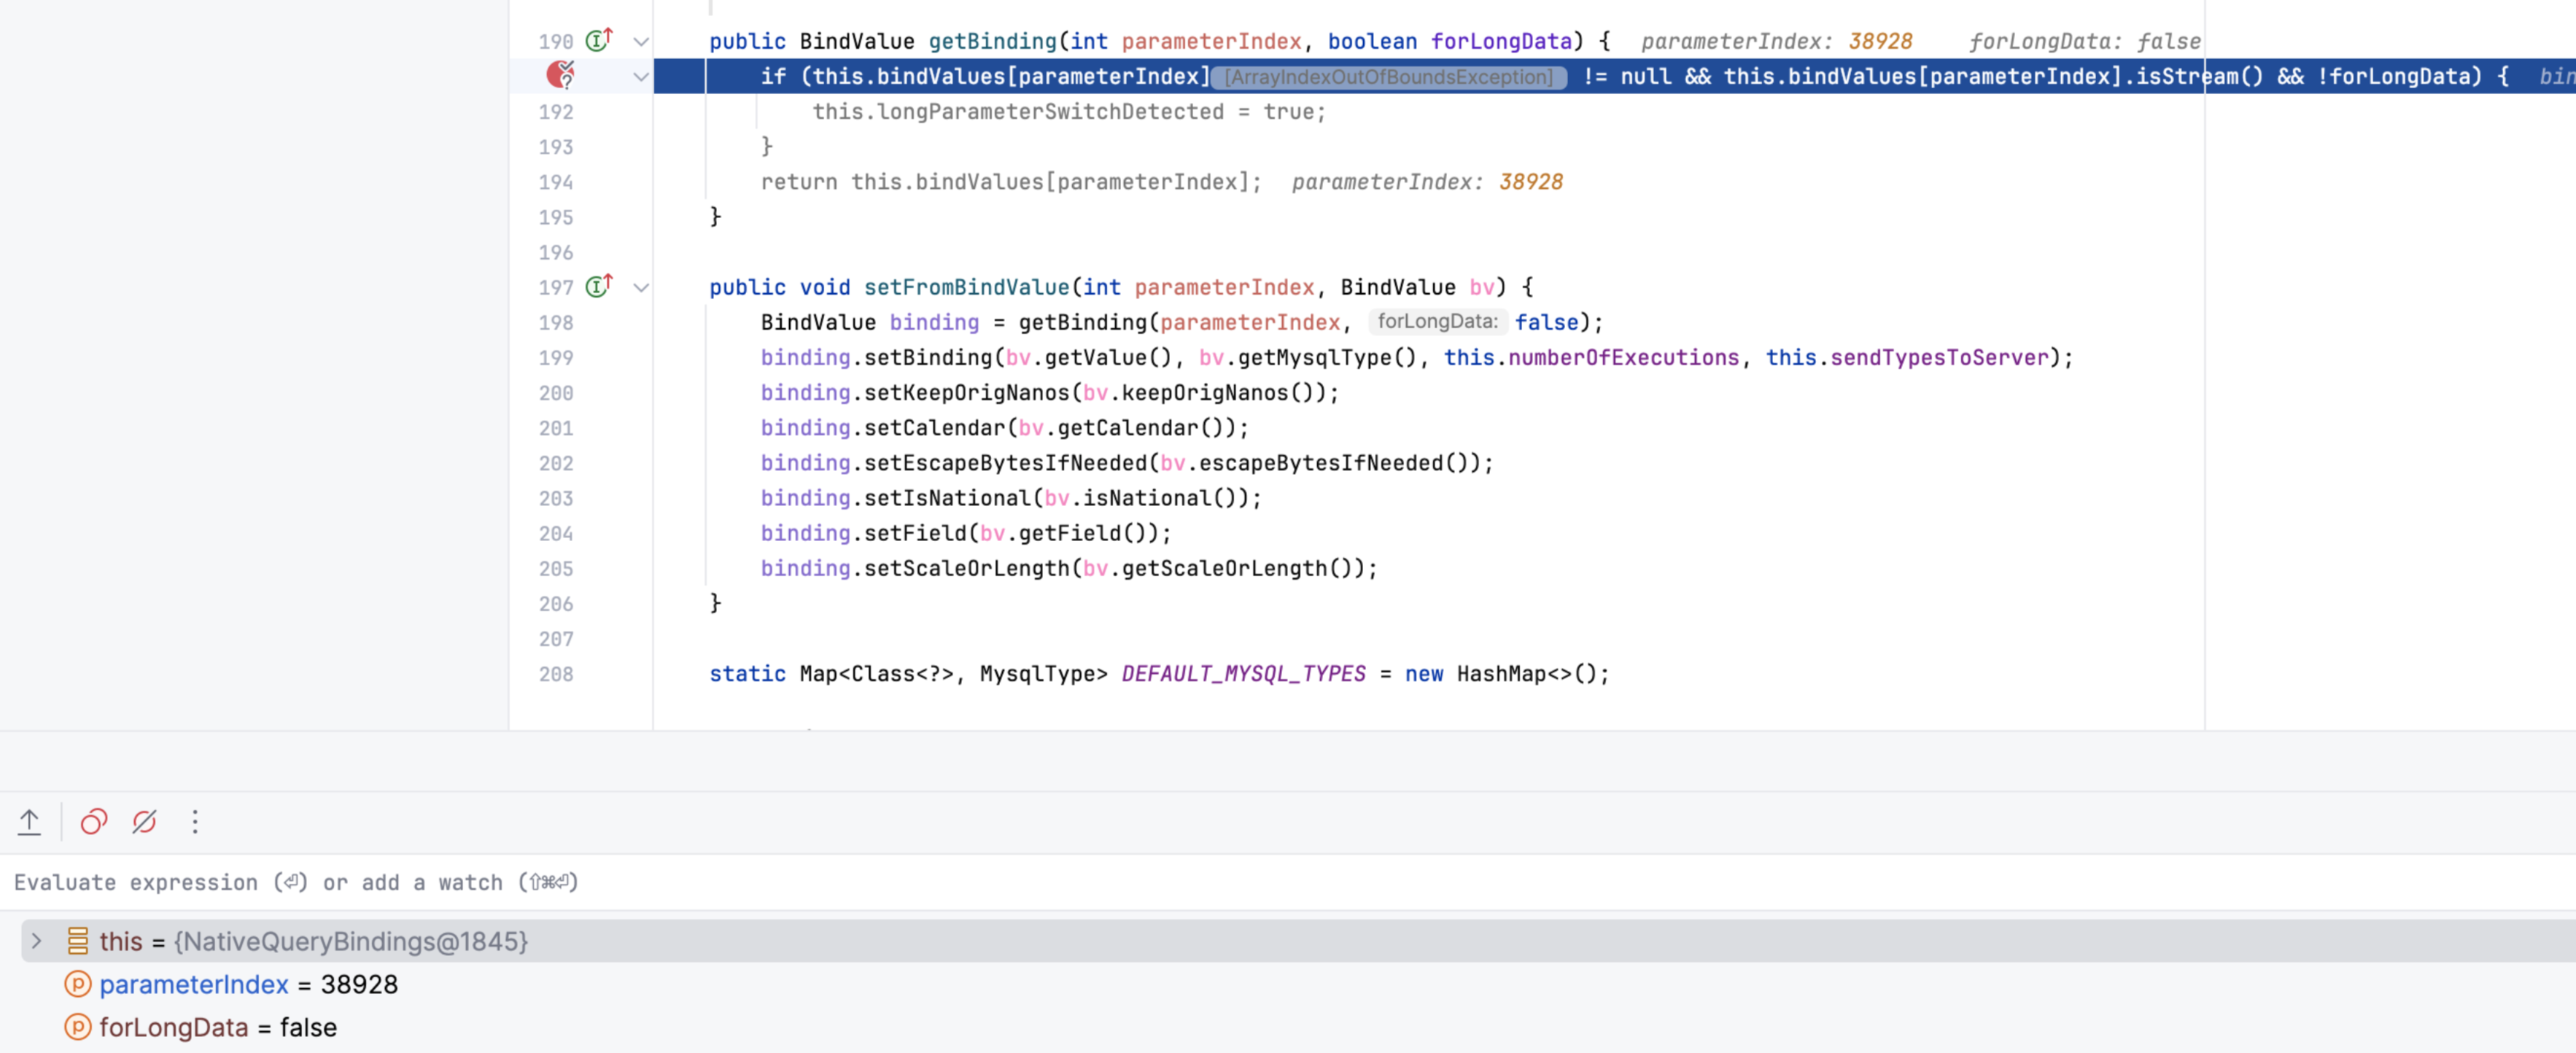 190 public BindValue getBinding(int parameterIndex, boolean forLongData) { parameterIndex: 38928 forLongData: false
if (this.bindValues[parameterIndex] [ArrayIndexOutOfBoundsException] != null && this.bindValues[parameterIndex].isStream() && !forLongData) { bin
192 this.longParameterSwitchDetected = true;
193 }
194 return this.bindValues[parameterIndex]; parameterIndex: 38928
195 }
196
197 public void setFromBindValue(int parameterIndex, BindValue bv) {
198 BindValue binding = getBinding(parameterIndex, forLongData: false);
199 binding.setBinding(bv.getValue(), bv.getMysqlType(), this.numberOfExecutions, this.sendTypesToServer);
200 binding.setKeepOrigNanos(bv.keepOrigNanos());
201 binding.setCalendar(bv.getCalendar());
202 binding.setEscapeBytesIfNeeded(bv.escapeBytesIfNeeded());
203 binding.setIsNational(bv.isNational());
204 binding.setField(bv.getField());
205 binding.setScaleOrLength(bv.getScaleOrLength());
206 }
207
208 static Map<Class<?>, MysqlType> DEFAULT_MYSQL_TYPES = new HashMap<>();
Evaluate expression (⏎) or add a watch (⇧⌘⏎)
this = {NativeQueryBindings@1845}
parameterIndex = 38928
forLongData = false